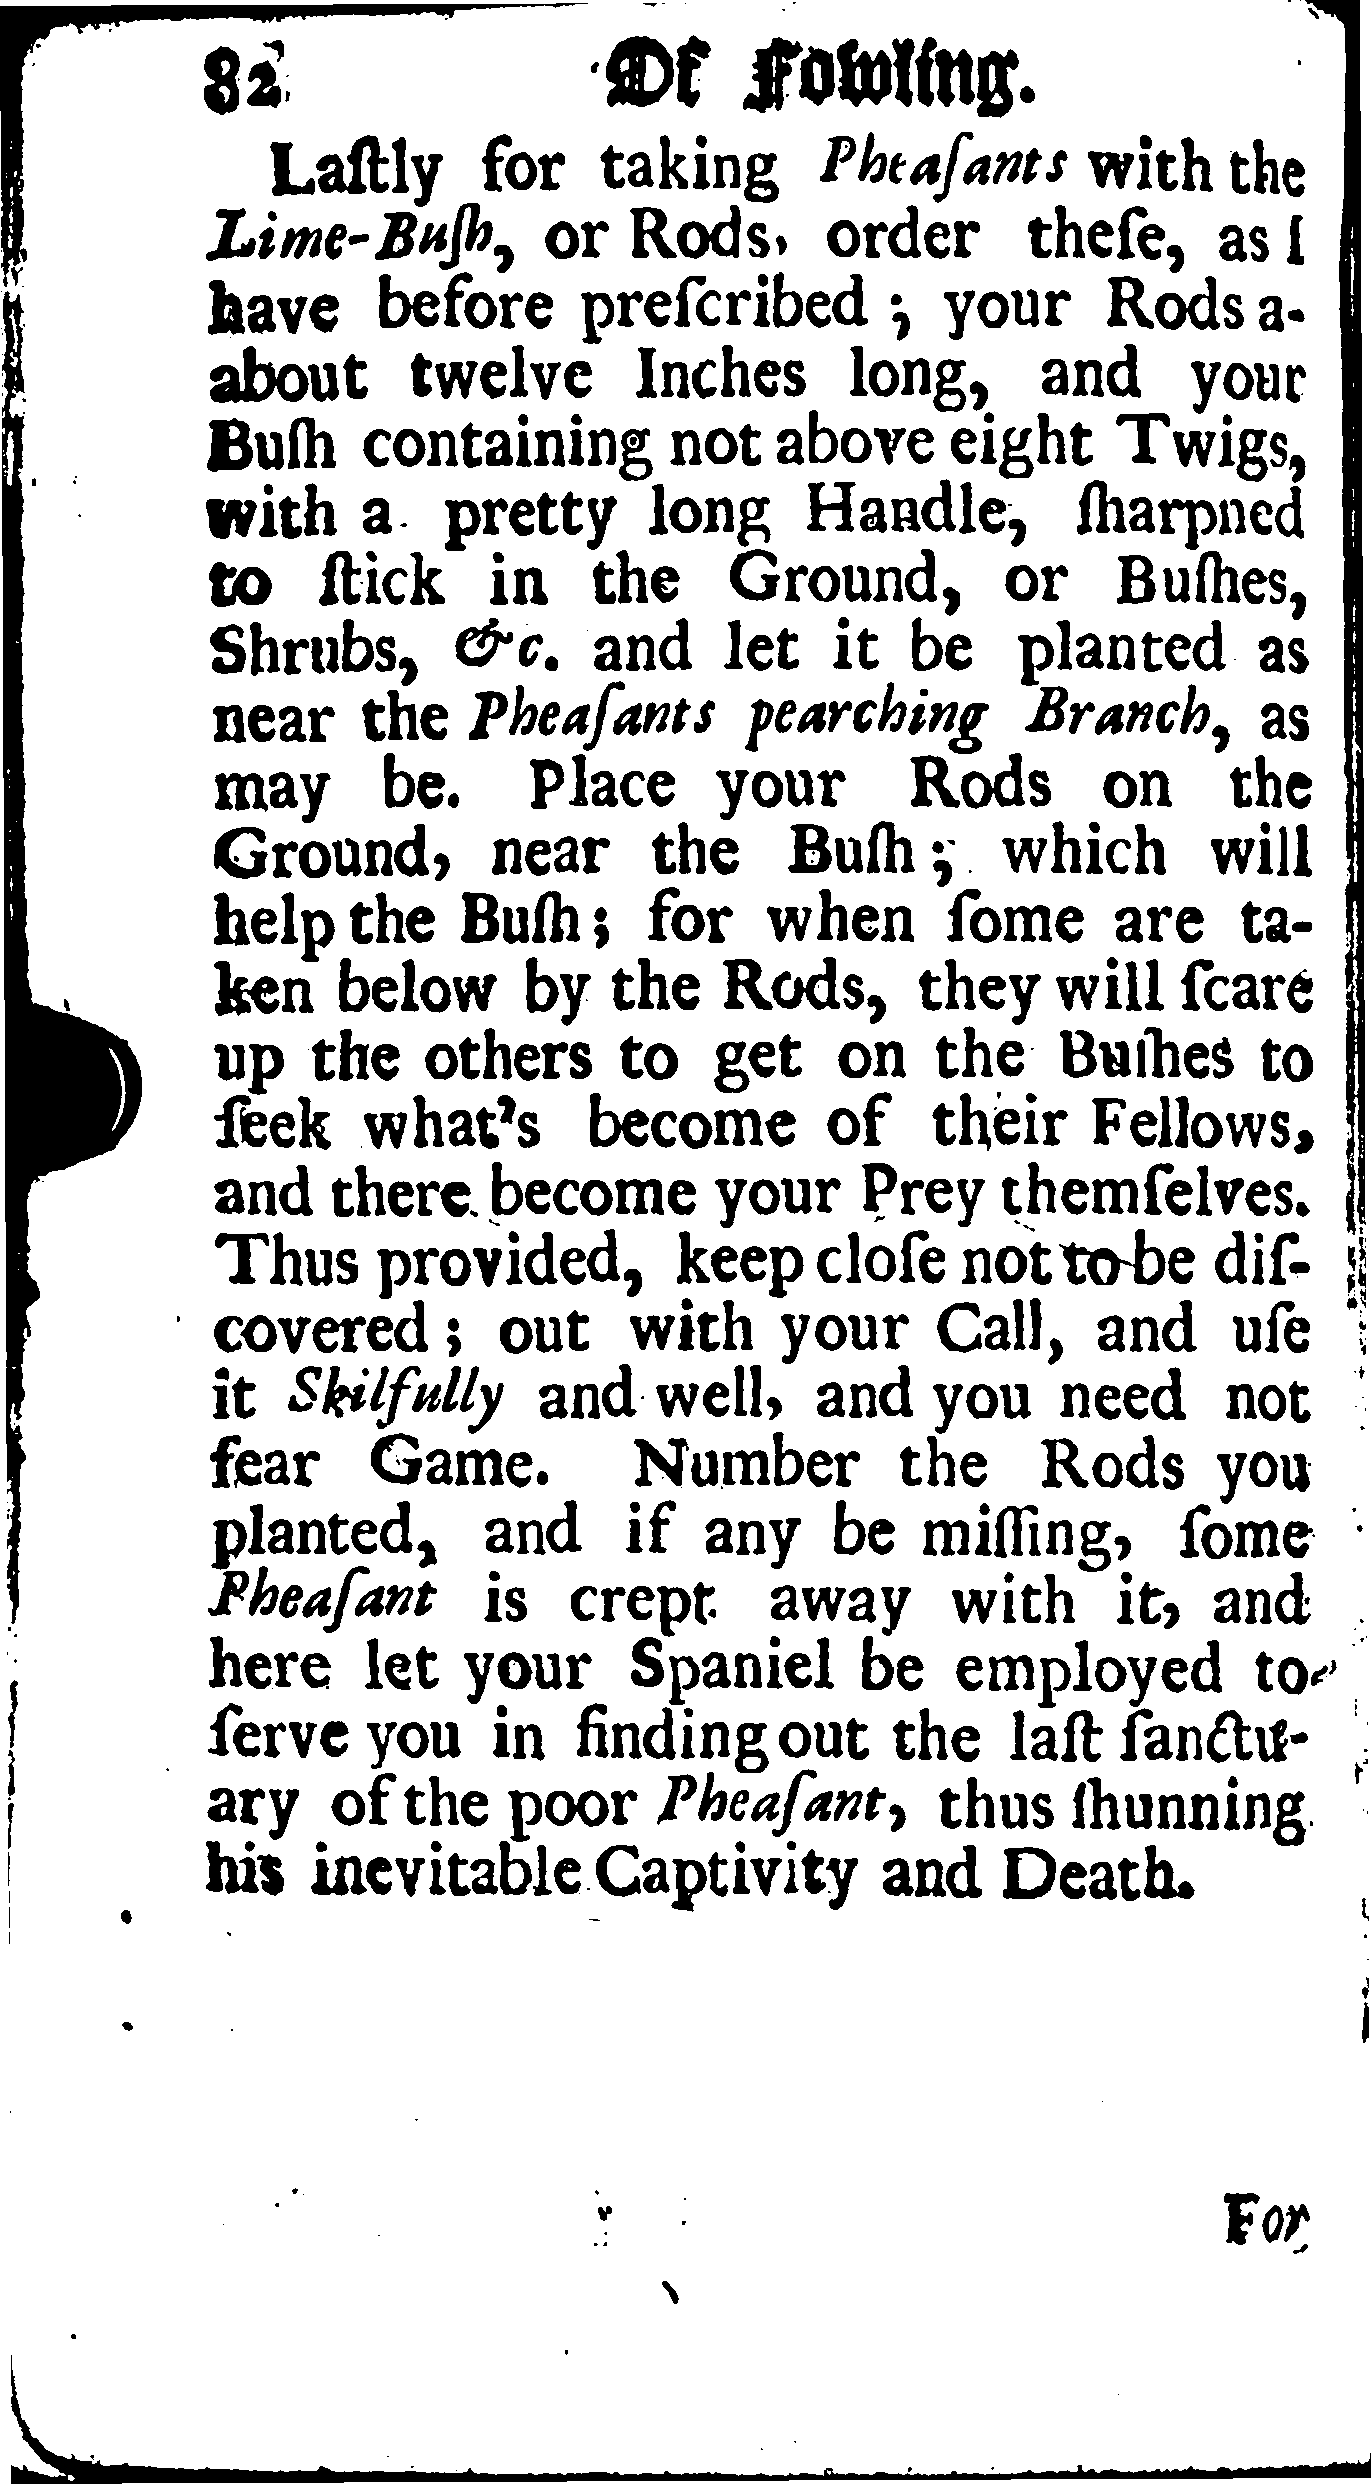 82 Of Fowling.
Laſtly for taking Pheaſants with the
Lime-Buſh, or Rods, order theſe, as I
have before preſcribed ; your Rods a-
about twelve Inches long, and your
Buſh containing not above eight Twigs,
with a pretty long Handle, ſharpned
to ſtick in the Ground, or Buſhes,
Shrubs, &c. and let it be planted as
near the Pheaſants pearching Branch, as
may be. Place your Rods on the
Ground, near the Buſh ; which will
help the Buſh ; for when ſome are ta-
ken below by the Rods, they will ſcare
up the others to get on the Buſhes to
ſeek what's become of their Fellows,
and there become your Prey themſelves.
Thus provided, keep cloſe not to be diſ-
covered ; out with your Call, and uſe
it Skilfully and well, and you need not
fear Game. Number the Rods you
planted, and if any be miſſing, ſome
Pheaſant is crept away with it, and
here let your Spaniel be employed to
ſerve you in finding out the laſt ſanctu-
ary of the poor Pheaſant, thus ſhunning
his inevitable Captivity and Death.
For